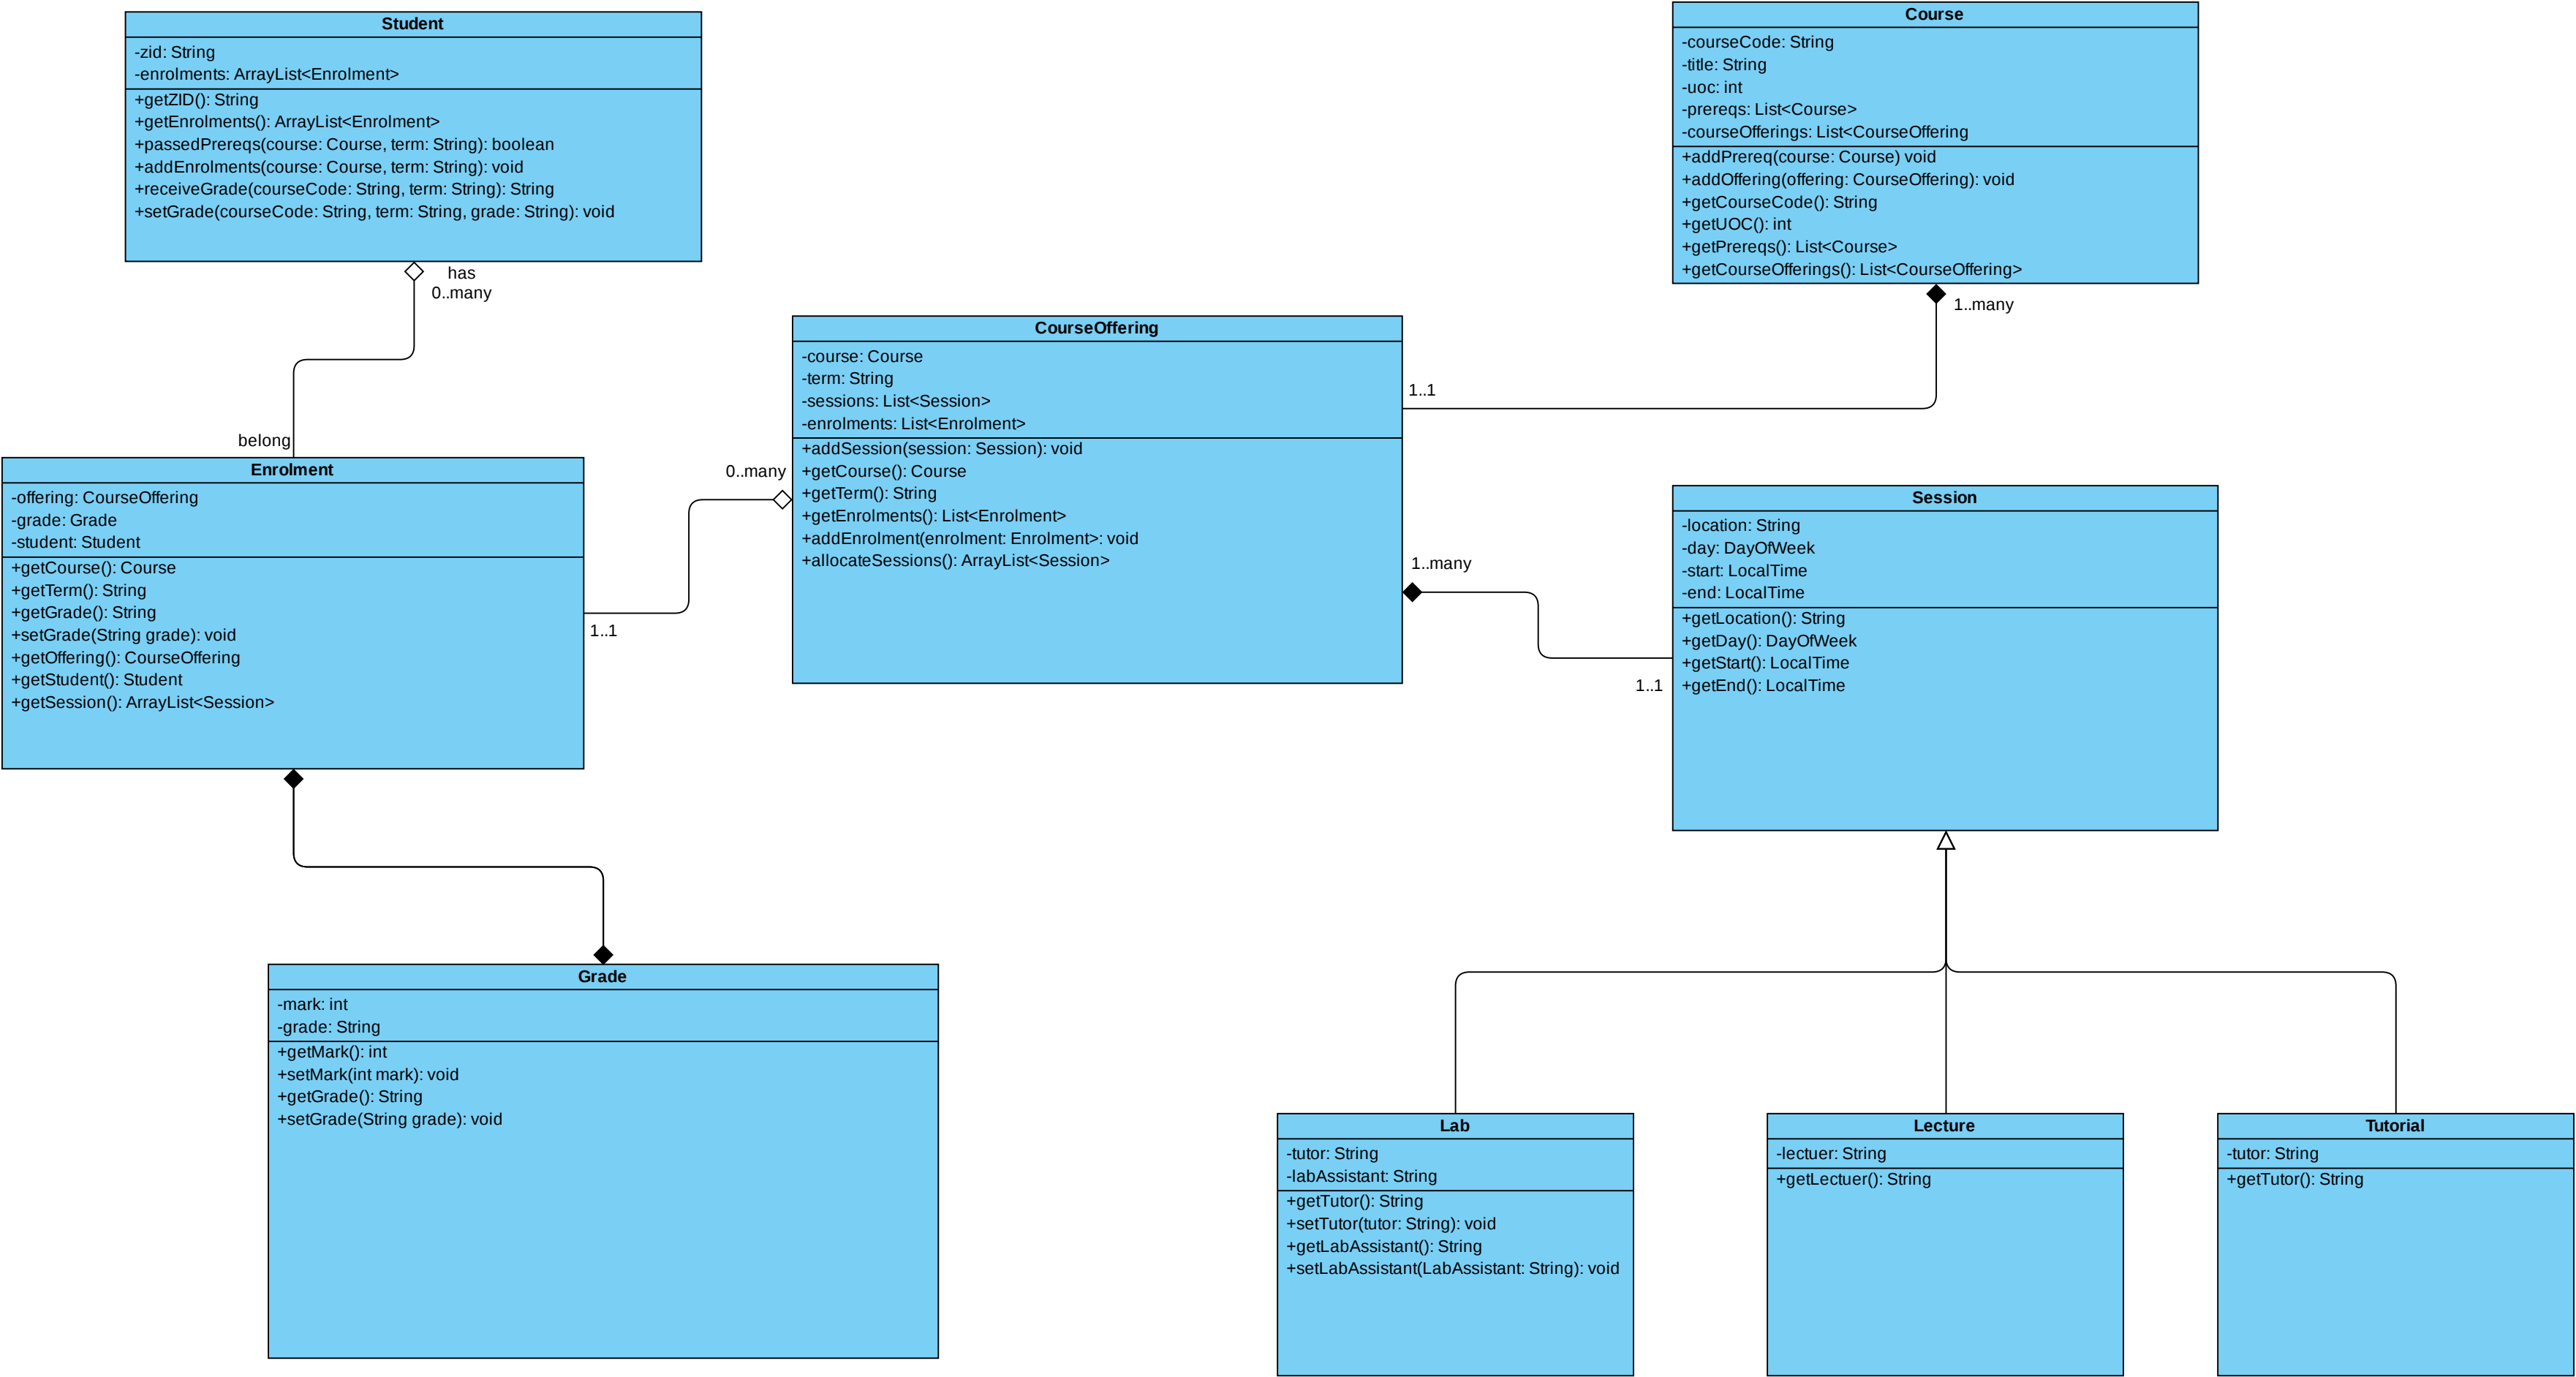 Student
-zid: String
-enrolments: ArrayList<Enrolment>
+getZID(): String
+getEnrolments(): ArrayList<Enrolment>
+passedPrereqs(course: Course, term: String): boolean
+addEnrolments(course: Course, term: String): void
+receiveGrade(courseCode: String, term: String): String
+setGrade(courseCode: String, term: String, grade: String): void
has
0..many
belong
Course
-courseCode: String
-title: String
-uoc: int
-prereqs: List<Course>
-courseOfferings: List<CourseOffering
+addPrereq(course: Course) void
+addOffering(offering: CourseOffering): void
+getCourseCode(): String
+getUOC(): int
+getPrereqs(): List<Course>
+getCourseOfferings(): List<CourseOffering>
1..many
1..1
CourseOffering
-course: Course
-term: String
-sessions: List<Session>
-enrolments: List<Enrolment>
+addSession(session: Session): void
+getCourse(): Course
+getTerm(): String
+getEnrolments(): List<Enrolment>
+addEnrolment(enrolment: Enrolment>: void
+allocateSessions(): ArrayList<Session>
0..many
1..1
1..many
1..1
Enrolment
-offering: CourseOffering
-grade: Grade
-student: Student
+getCourse(): Course
+getTerm(): String
+getGrade(): String
+setGrade(String grade): void
+getOffering(): CourseOffering
+getStudent(): Student
+getSession(): ArrayList<Session>
Session
-location: String
-day: DayOfWeek
-start: LocalTime
-end: LocalTime
+getLocation(): String
+getDay(): DayOfWeek
+getStart(): LocalTime
+getEnd(): LocalTime
Grade
-mark: int
-grade: String
+getMark(): int
+setMark(int mark): void
+getGrade(): String
+setGrade(String grade): void
Lab
-tutor: String
-labAssistant: String
+getTutor(): String
+setTutor(tutor: String): void
+getLabAssistant(): String
+setLabAssistant(LabAssistant: String): void
Lecture
-lectuer: String
+getLectuer(): String
Tutorial
-tutor: String
+getTutor(): String